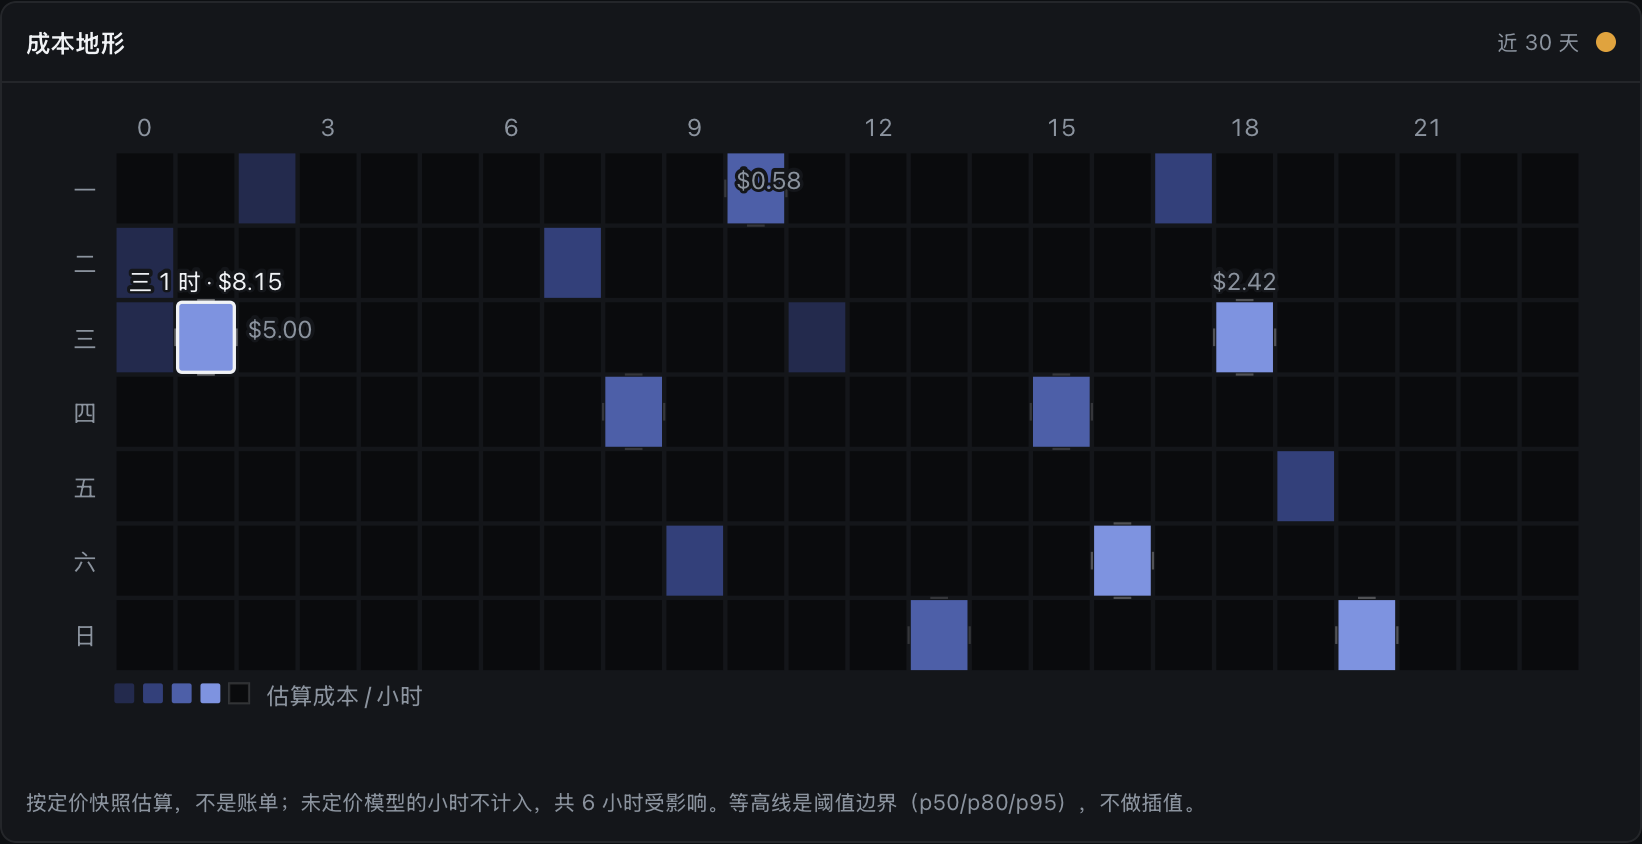 成本地形
近 30 天
0 3 6 9 12 15 18 21
一
$0.58
二
三 1 时 · $8.15
$2.42
三
$5.00
四
五
六
日
估算成本 / 小时
按定价快照估算，不是账单；未定价模型的小时不计入，共 6 小时受影响。等高线是阈值边界（p50/p80/p95），不做插值。